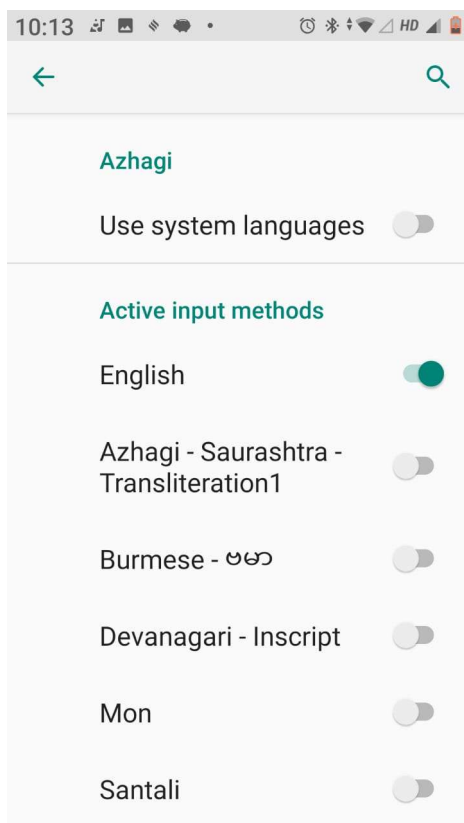 10:13 HD
Azhagi
Use system languages
Active input methods
English
Azhagi - Saurashtra -
Transliteration1
Burmese - ဗမာ
Devanagari - Inscript
Mon
Santali